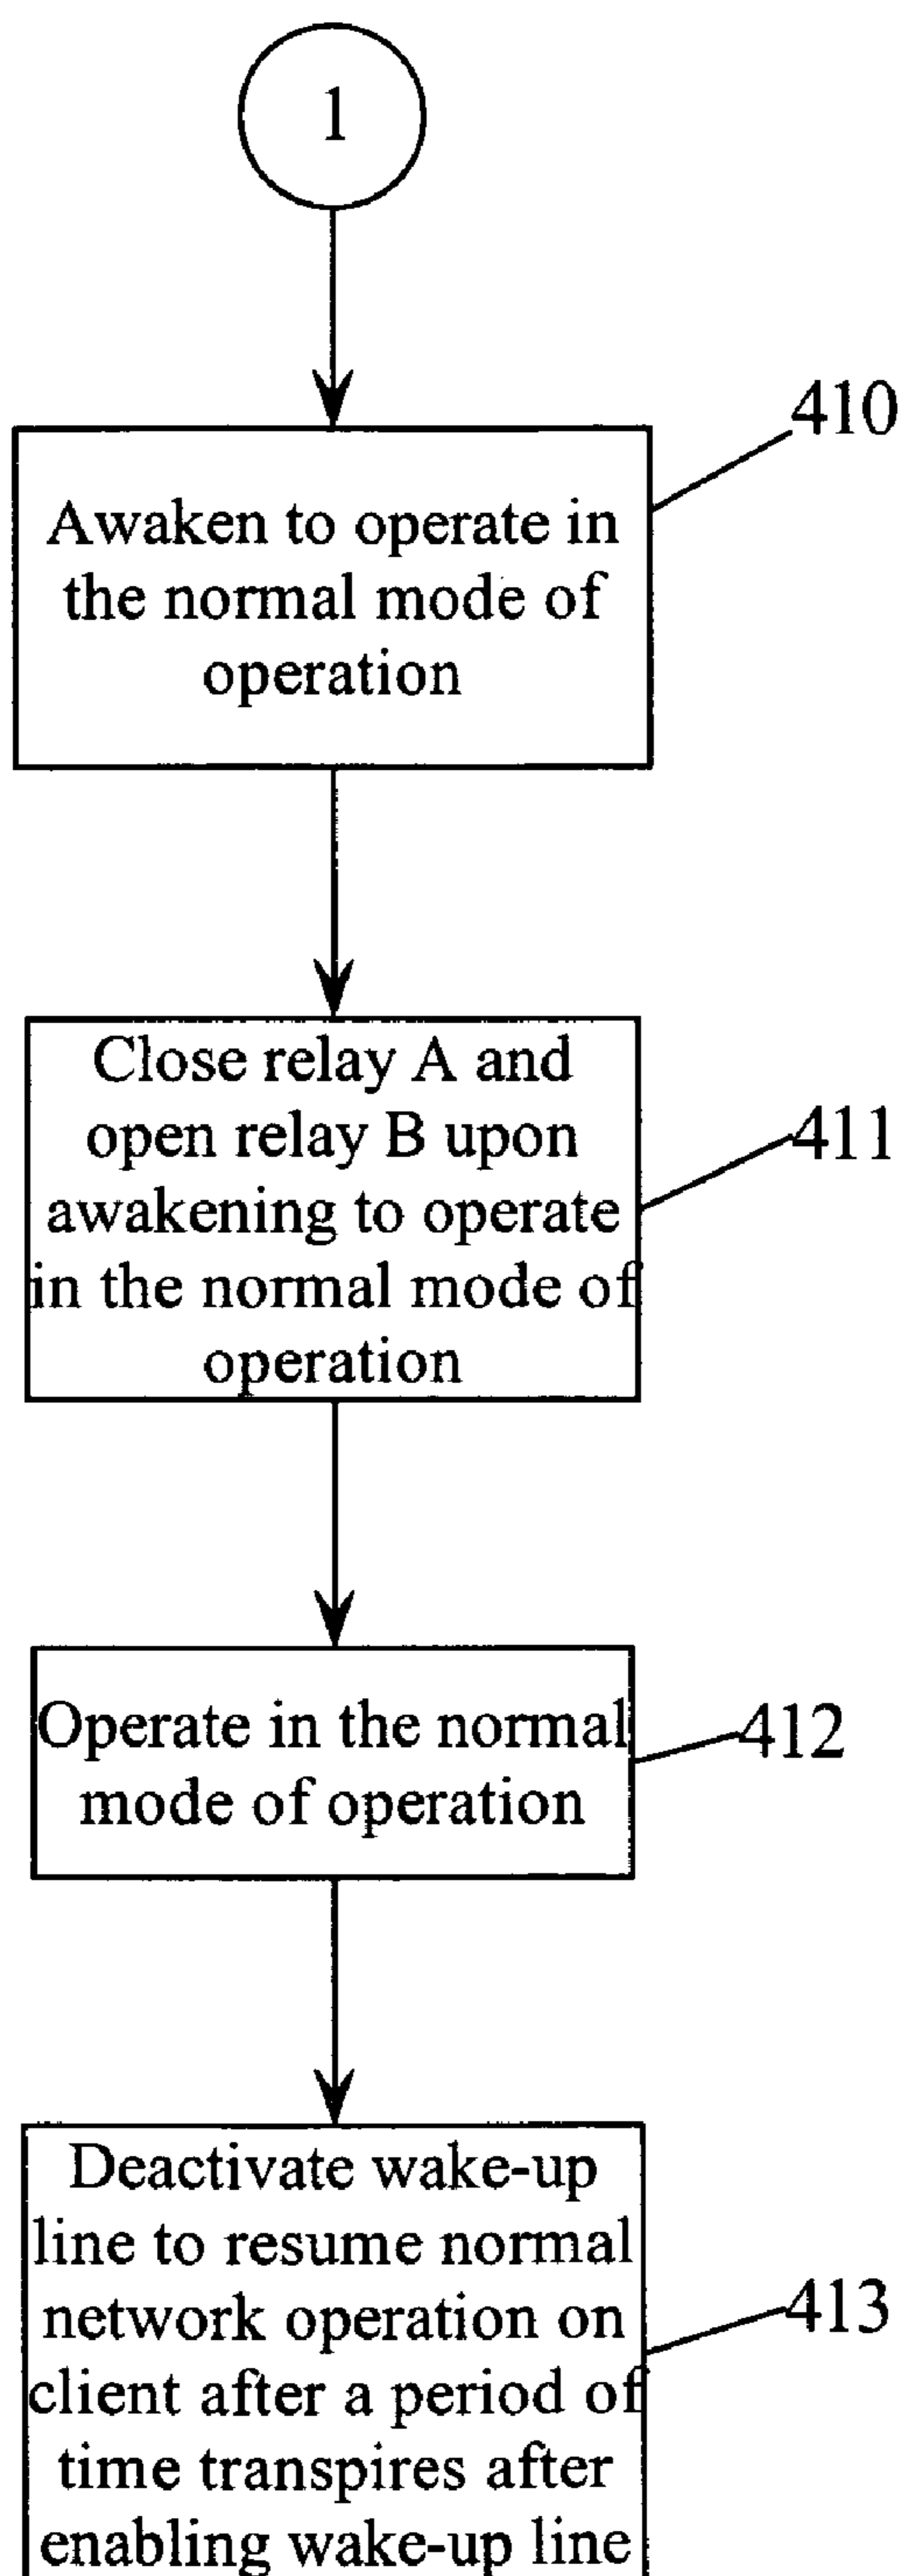 1
410
Awaken to operate in
the normal mode of
operation
Close relay A and
open relay B upon
awakening to operate
in the normal mode of
operation
411
Operate in the normal
mode of operation
412
Deactivate wake-up
line to resume normal
network operation on
client after a period of
time transpires after
enabling wake-up line
413